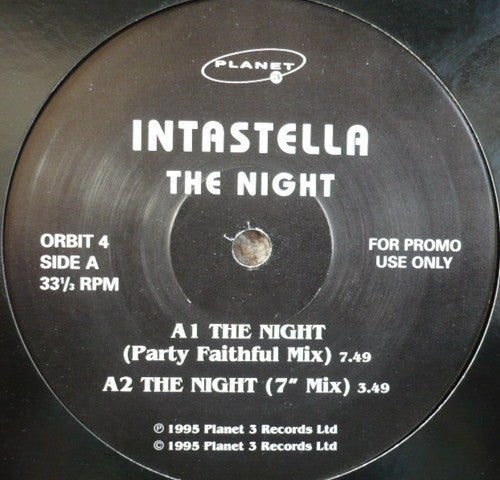 PLANET 3
INTASTELLA
THE NIGHT
ORBIT 4
SIDE A
33⅓ RPM
FOR PROMO
USE ONLY
A1 THE NIGHT
(Party Faithful Mix) 7.49
A2 THE NIGHT (7″ Mix) 3.49
℗ 1995 Planet 3 Records Ltd
© 1995 Planet 3 Records Ltd